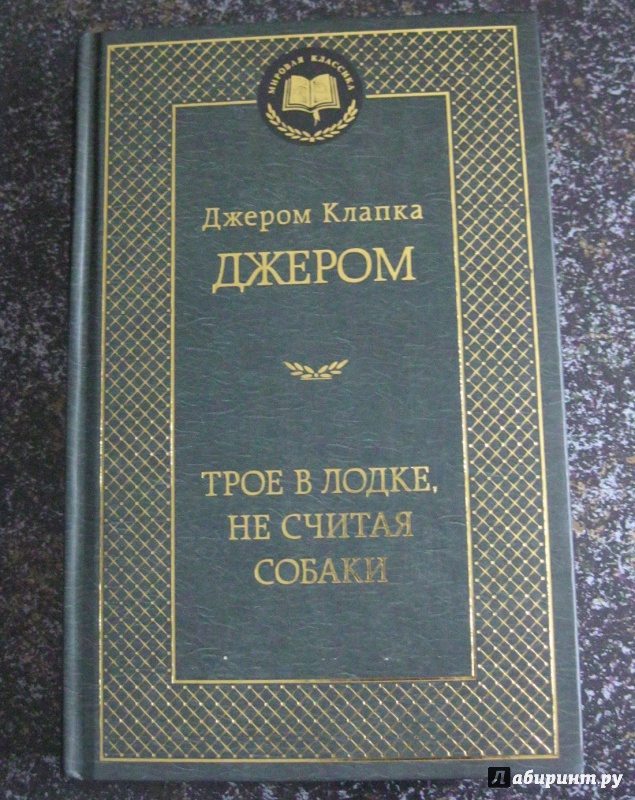 МИРОВАЯ КЛАССИКА
Джером Клапка
ДЖЕРОМ
ТРОЕ В ЛОДКЕ,
НЕ СЧИТАЯ
СОБАКИ
Лабиринт.ру